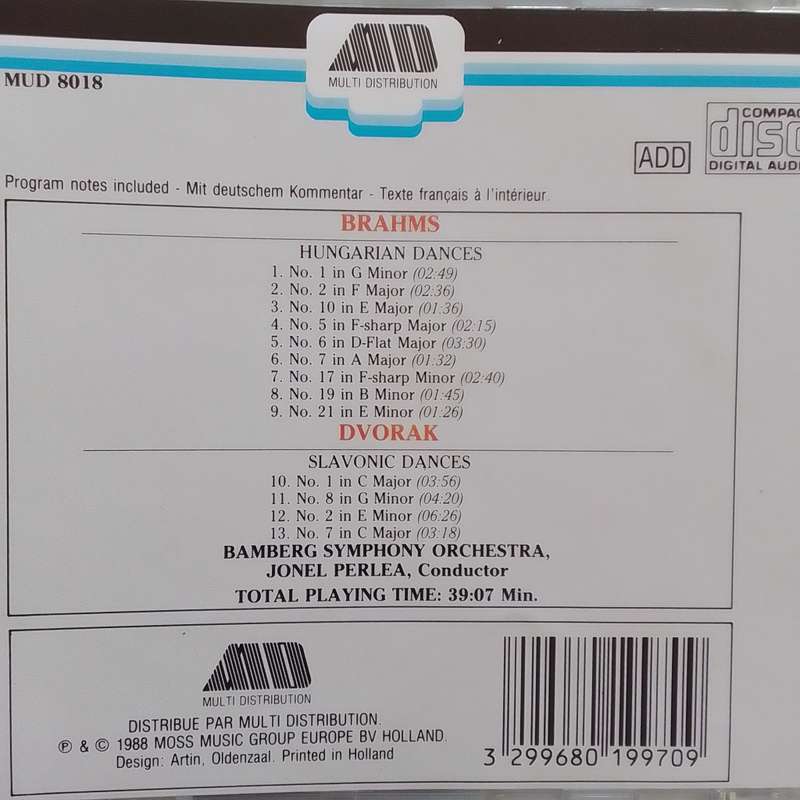 MULTI DISTRIBUTION
MUD 8018
COMPAC
disc
DIGITAL AUDI
ADD
Program notes included - Mit deutschem Kommentar - Texte français à l'intérieur.
BRAHMS
HUNGARIAN DANCES
1. No. 1 in G Minor (02:49)
2. No. 2 in F Major (02:36)
3. No. 10 in E Major (01:36)
4. No. 5 in F-sharp Major (02:15)
5. No. 6 in D-Flat Major (03:30)
6. No. 7 in A Major (01:32)
7. No. 17 in F-sharp Minor (02:40)
8. No. 19 in B Minor (01:45)
9. No. 21 in E Minor (01:26)
DVORAK
SLAVONIC DANCES
10. No. 1 in C Major (03:56)
11. No. 8 in G Minor (04:20)
12. No. 2 in E Minor (06:26)
13. No. 7 in C Major (03:18)
BAMBERG SYMPHONY ORCHESTRA,
JONEL PERLEA, Conductor
TOTAL PLAYING TIME: 39:07 Min.
MULTI DISTRIBUTION
DISTRIBUE PAR MULTI DISTRIBUTION.
℗ & © 1988 MOSS MUSIC GROUP EUROPE BV HOLLAND.
Design: Artin, Oldenzaal. Printed in Holland
3 299680 199709